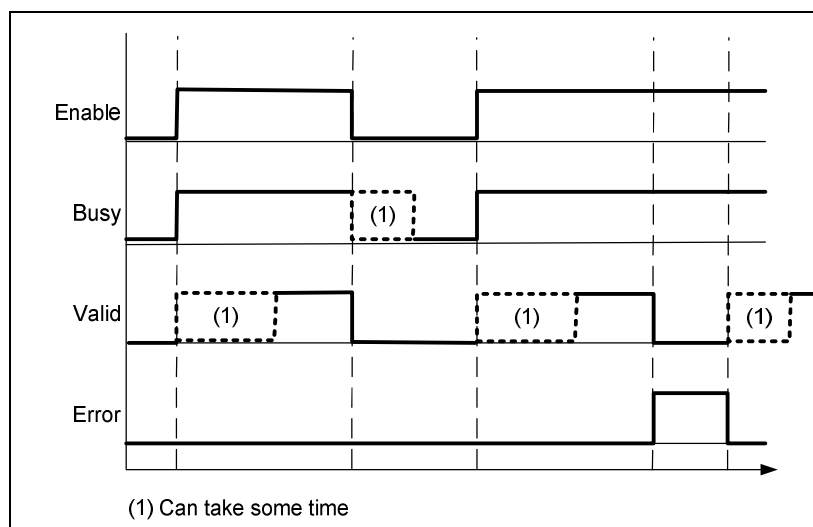 Enable
Busy
(1)
Valid
(1)
(1)
(1)
Error
(1) Can take some time